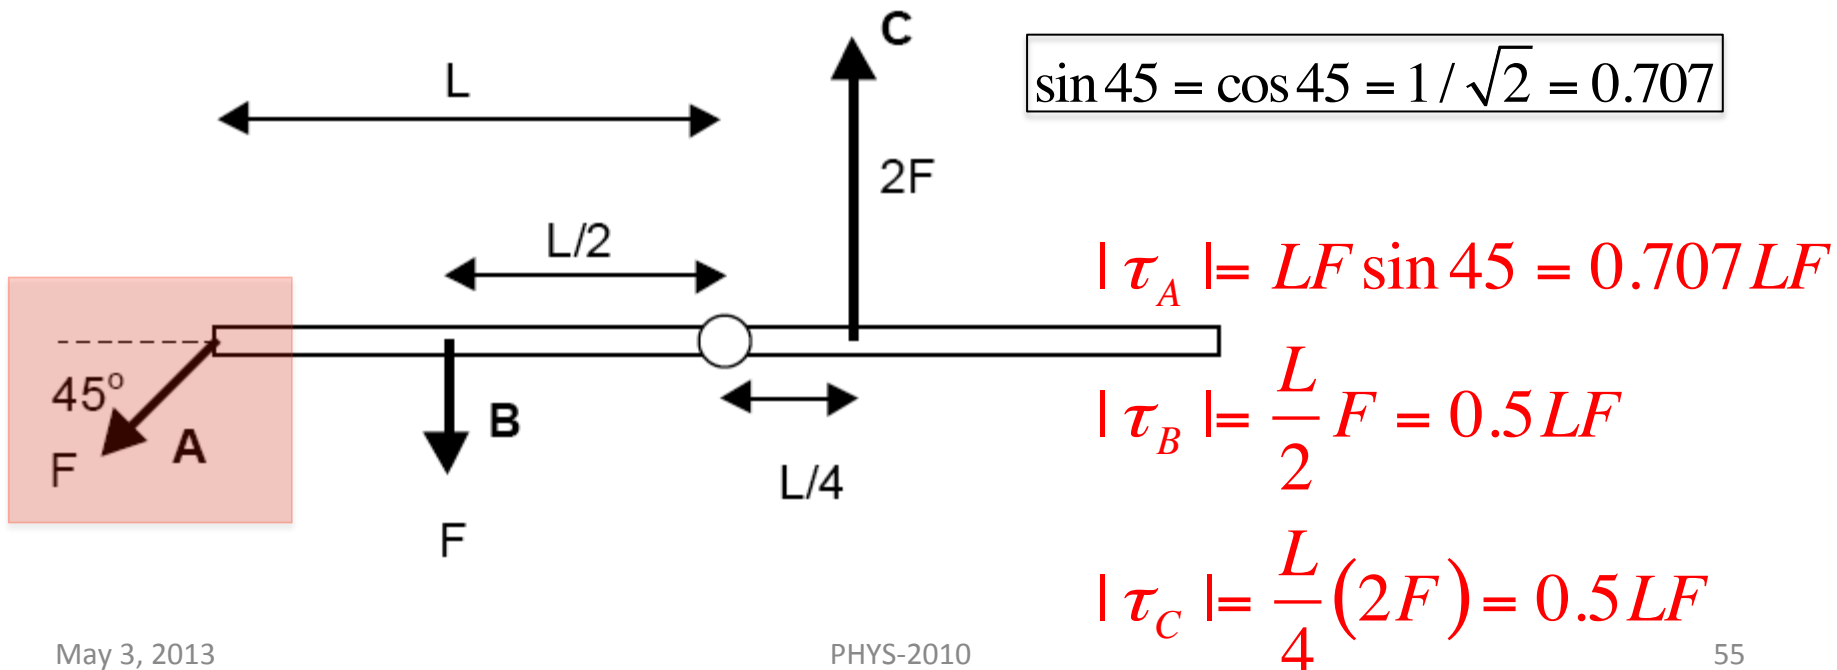 C
L
sin 45 = cos 45 = 1 / √2 = 0.707
2F
L/2
| τ_A | = LF sin 45 = 0.707 LF
45°
A
F
B
L/4
F
| τ_B | = L/2 F = 0.5 LF
| τ_C | = L/4 (2F) = 0.5 LF
May 3, 2013
PHYS-2010
55